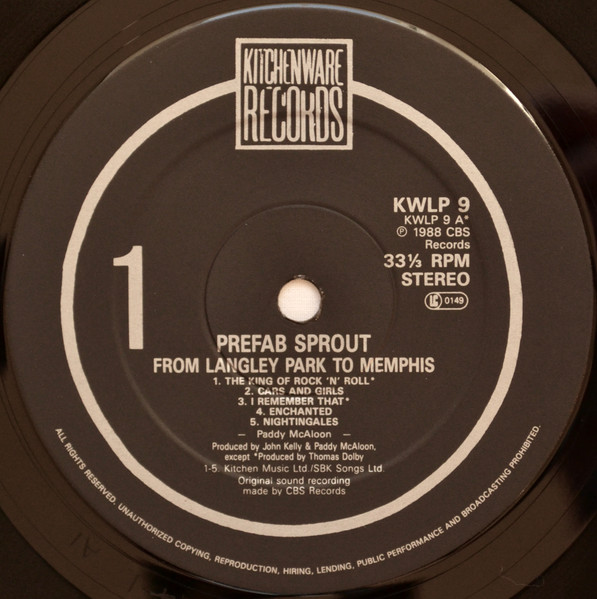 KITCHENWARE
RECORDS
KWLP 9
KWLP 9 A*
℗ 1988 CBS
Records
33⅓ RPM
STEREO
LC 0149
1
PREFAB SPROUT
FROM LANGLEY PARK TO MEMPHIS
1. THE KING OF ROCK 'N' ROLL*
2. CARS AND GIRLS
3. I REMEMBER THAT*
4. ENCHANTED
5. NIGHTINGALES
— Paddy McAloon —
Produced by John Kelly & Paddy McAloon,
except *Produced by Thomas Dolby
1-5. Kitchen Music Ltd./SBK Songs Ltd.
Original sound recording
made by CBS Records
ALL RIGHTS RESERVED. UNAUTHORIZED COPYING, REPRODUCTION, HIRING, LENDING, PUBLIC PERFORMANCE AND BROADCASTING PROHIBITED.